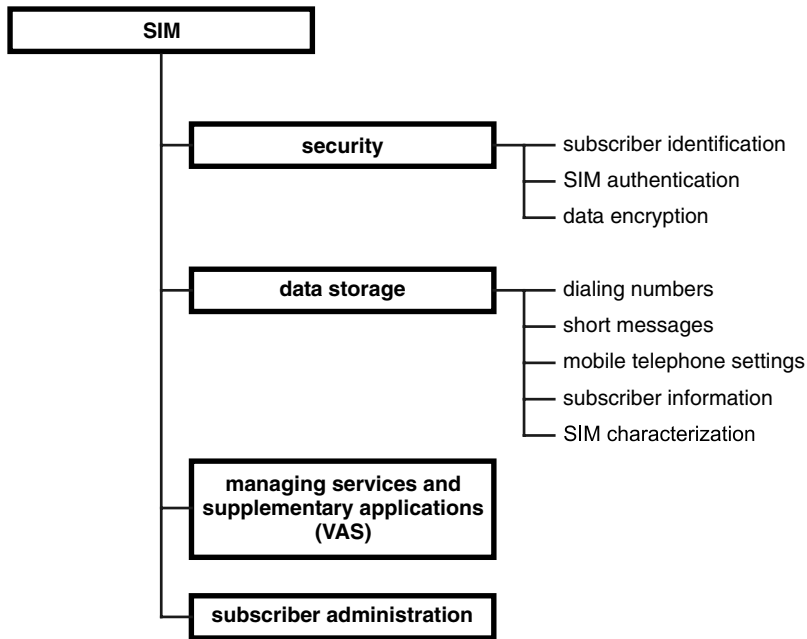 SIM
security
subscriber identification
SIM authentication
data encryption
data storage
dialing numbers
short messages
mobile telephone settings
subscriber information
SIM characterization
managing services and
supplementary applications
(VAS)
subscriber administration